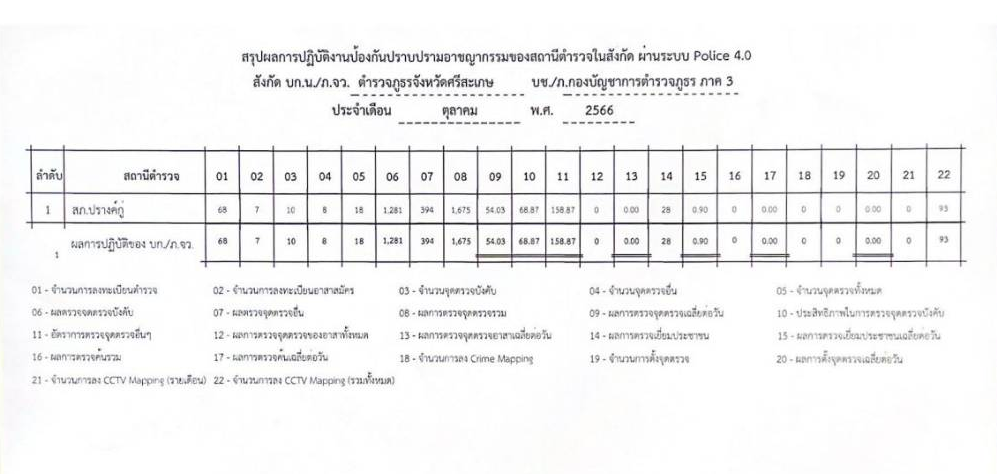 สรุปผลการปฏิบัติงานป้องกันปราบปรามอาชญากรรมของสถานีตำรวจในสังกัด ผ่านระบบ Police 4.0
สังกัด บก.น./ภ.จว. ตำรวจภูธรจังหวัดศรีสะเกษ บช./ภ.กองบัญชาการตำรวจภูธร ภาค 3
ประจำเดือน ตุลาคม พ.ศ. 2566
ลำดับ สถานีตำรวจ 01 02 03 04 05 06 07 08 09 10 11 12 13 14 15 16 17 18 19 20 21 22
1 สภ.ปรางค์กู่ 68 7 10 8 18 1,281 394 1,675 54.03 68.87 158.87 0 0.00 28 0.90 0 0.00 0 0 0.00 0 93
1 ผลการปฏิบัติของ บก./ภ.จว. 68 7 10 8 18 1,281 394 1,675 54.03 68.87 158.87 0 0.00 28 0.90 0 0.00 0 0 0.00 0 93
01 - จำนวนการลงทะเบียนตำรวจ 02 - จำนวนการลงทะเบียนอาสาสมัคร 03 - จำนวนจุดตรวจบังคับ 04 - จำนวนจุดตรวจอื่น 05 - จำนวนจุดตรวจทั้งหมด
06 - ผลตรวจจุดตรวจบังคับ 07 - ผลตรวจจุดตรวจอื่น 08 - ผลการตรวจจุดตรวจรวม 09 - ผลการตรวจจุดตรวจเฉลี่ยต่อวัน 10 - ประสิทธิภาพในการตรวจจุดตรวจบังคับ
11 - อัตราการตรวจจุดตรวจอื่นๆ 12 - ผลการตรวจจุดตรวจของอาสาทั้งหมด 13 - ผลการตรวจจุดตรวจอาสาเฉลี่ยต่อวัน 14 - ผลการตรวจเยี่ยมประชาชน 15 - ผลการตรวจเยี่ยมประชาชนเฉลี่ยต่อวัน
16 - ผลการตรวจค้นรวม 17 - ผลการตรวจค้นเฉลี่ยต่อวัน 18 - จำนวนการลง Crime Mapping 19 - จำนวนการตั้งจุดตรวจ 20 - ผลการตั้งจุดตรวจเฉลี่ยต่อวัน
21 - จำนวนการลง CCTV Mapping (รายเดือน) 22 - จำนวนการลง CCTV Mapping (รวมทั้งหมด)